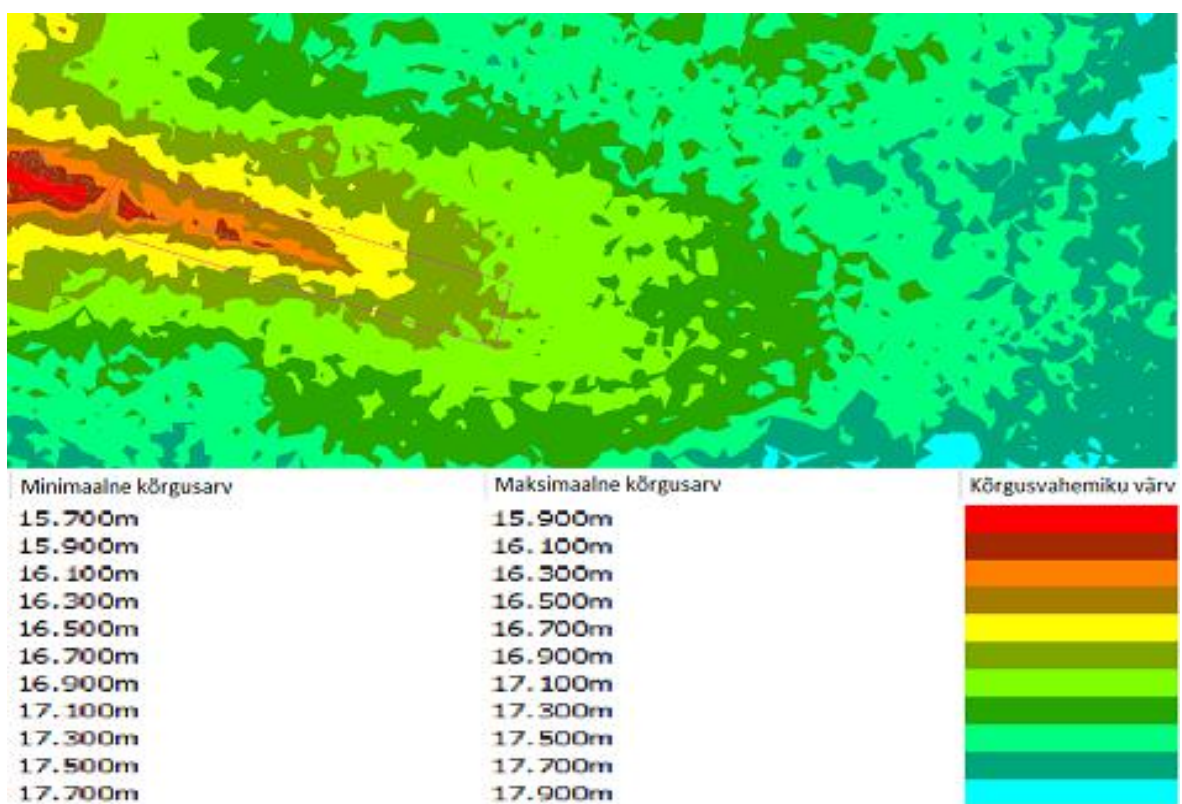 Minimaalne kõrgusarv Maksimaalne kõrgusarv Kõrgusvahemiku värv
15.700m 15.900m
15.900m 16.100m
16.100m 16.300m
16.300m 16.500m
16.500m 16.700m
16.700m 16.900m
16.900m 17.100m
17.100m 17.300m
17.300m 17.500m
17.500m 17.700m
17.700m 17.900m